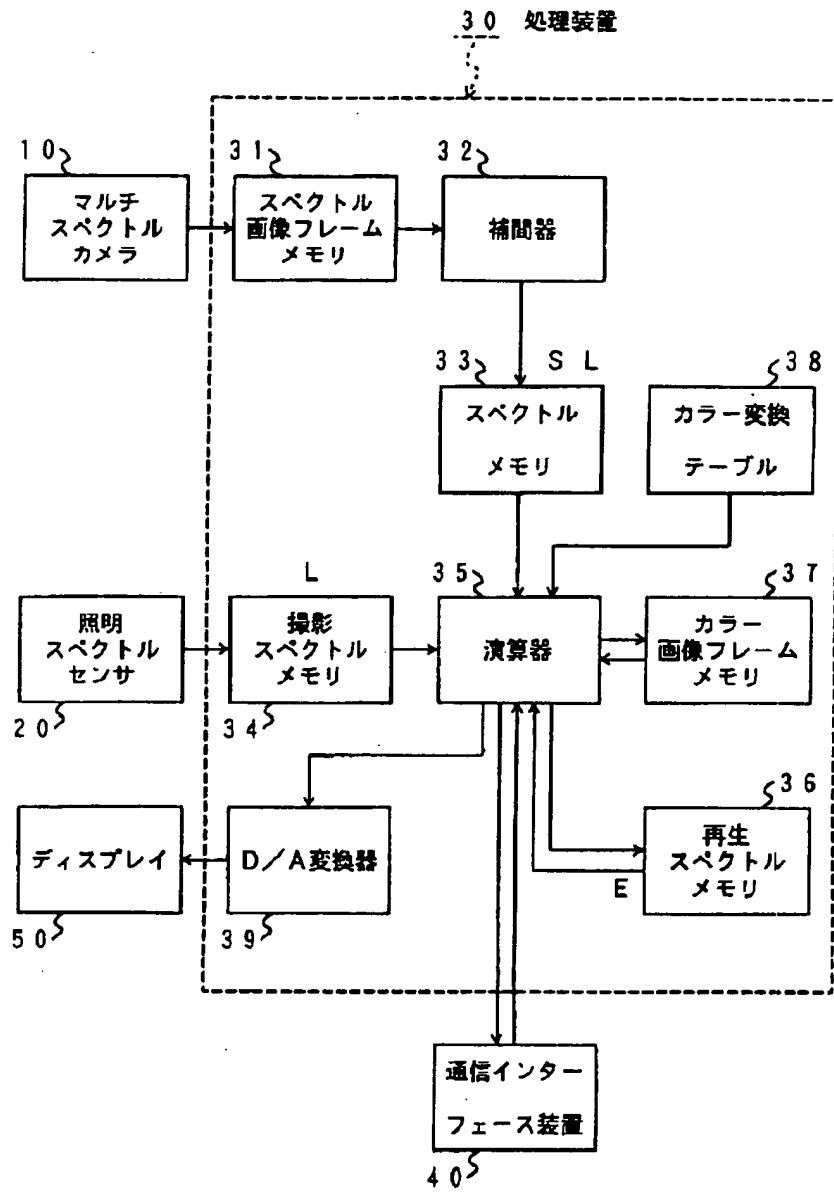 30 処理装置
10
31
32
マルチ
スペクトル
カメラ
スペクトル
画像フレーム
メモリ
補間器
33
SL
38
スペクトル
メモリ
カラー変換
テーブル
L
35
37
照明
スペクトル
センサ
撮影
スペクトル
メモリ
演算器
カラー
画像フレーム
メモリ
20
34
36
ディスプレイ
D/A変換器
再生
スペクトル
メモリ
E
50
39
通信インター
フェース装置
40